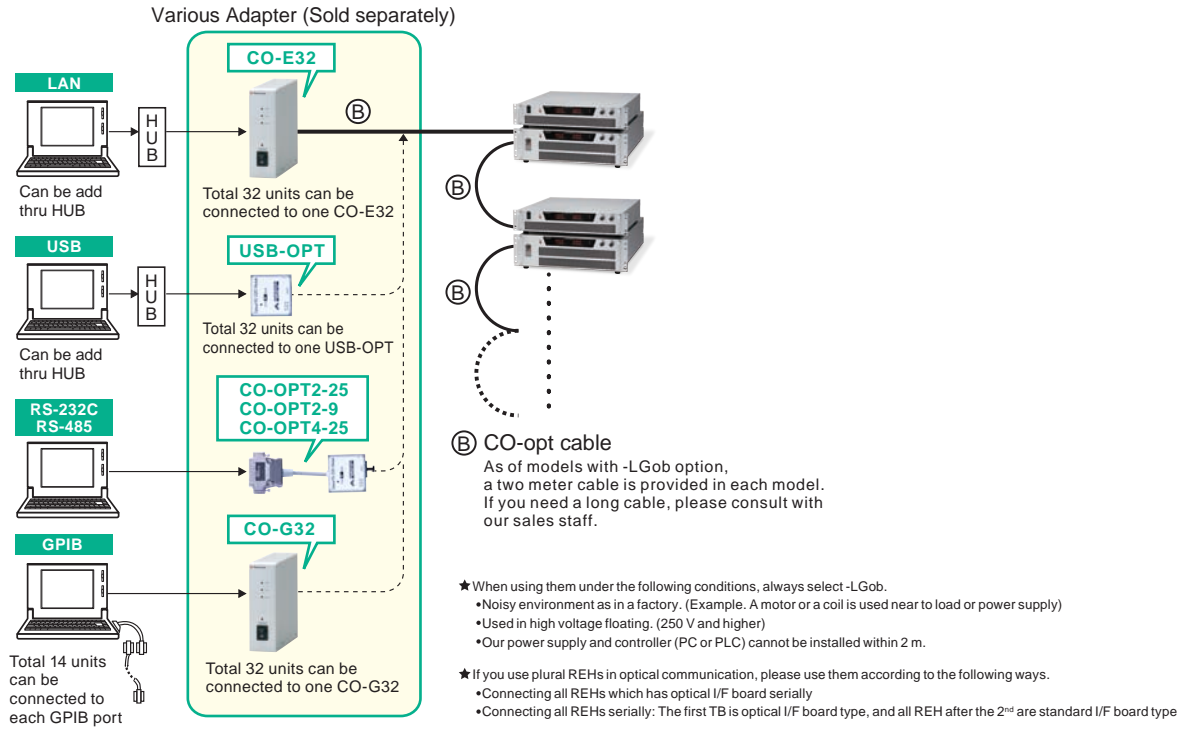 Various Adapter (Sold separately)
CO-E32
LAN
HUB
B
Can be add
thru HUB
Total 32 units can be
connected to one CO-E32
B
USB
USB-OPT
HUB
B
Can be add
thru HUB
Total 32 units can be
connected to one USB-OPT
RS-232C
RS-485
CO-OPT2-25
CO-OPT2-9
CO-OPT4-25
B CO-opt cable
As of models with -LGob option,
a two meter cable is provided in each model.
If you need a long cable, please consult with
our sales staff.
GPIB
CO-G32
Total 14 units
can be
connected to
each GPIB port
Total 32 units can be
connected to one CO-G32
★When using them under the following conditions, always select -LGob.
•Noisy environment as in a factory. (Example. A motor or a coil is used near to load or power supply)
•Used in high voltage floating. (250 V and higher)
•Our power supply and controller (PC or PLC) cannot be installed within 2 m.
★If you use plural REHs in optical communication, please use them according to the following ways.
•Connecting all REHs which has optical I/F board serially
•Connecting all REHs serially: The first TB is optical I/F board type, and all REH after the 2nd are standard I/F board type